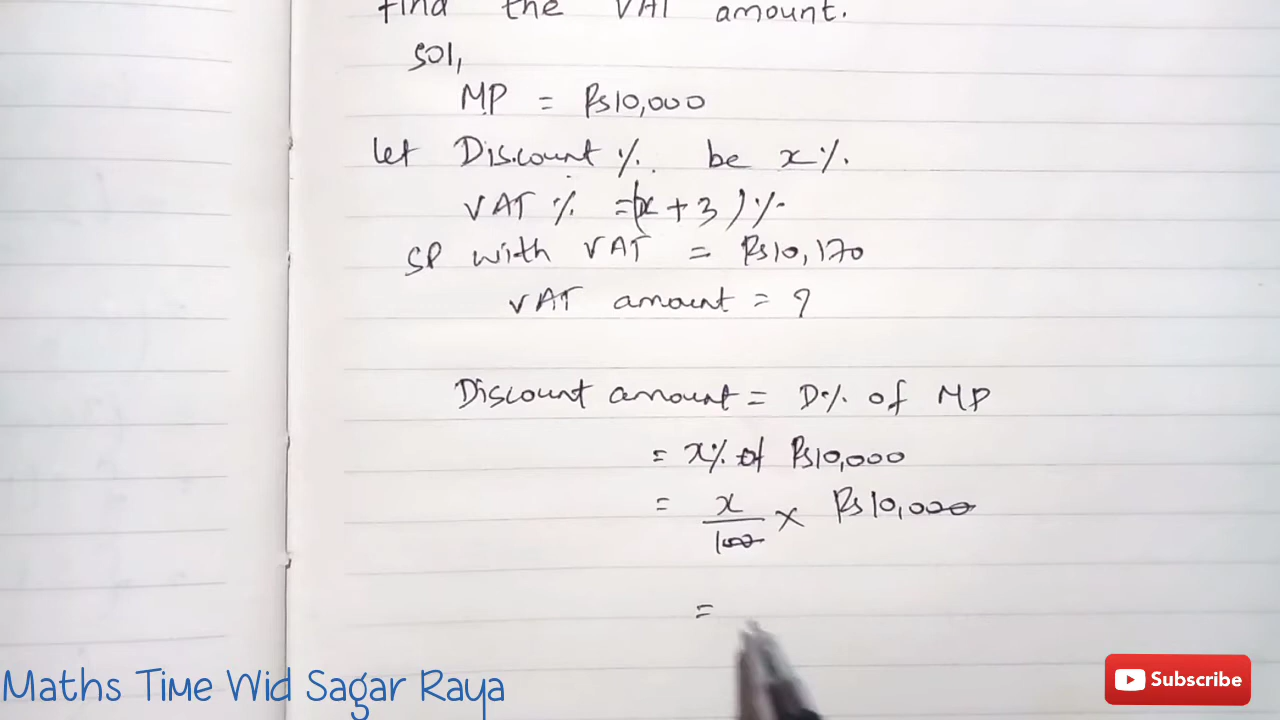 find the VAT amount.
Sol,
MP = Rs10,000
let Discount % be x%.
VAT % = (x + 3)%
SP with VAT = Rs10,170
VAT amount = ?
Discount amount = D% of MP
= x% of Rs10,000
= x/100 × Rs10,000
=
Maths Time Wid Sagar Raya
Subscribe